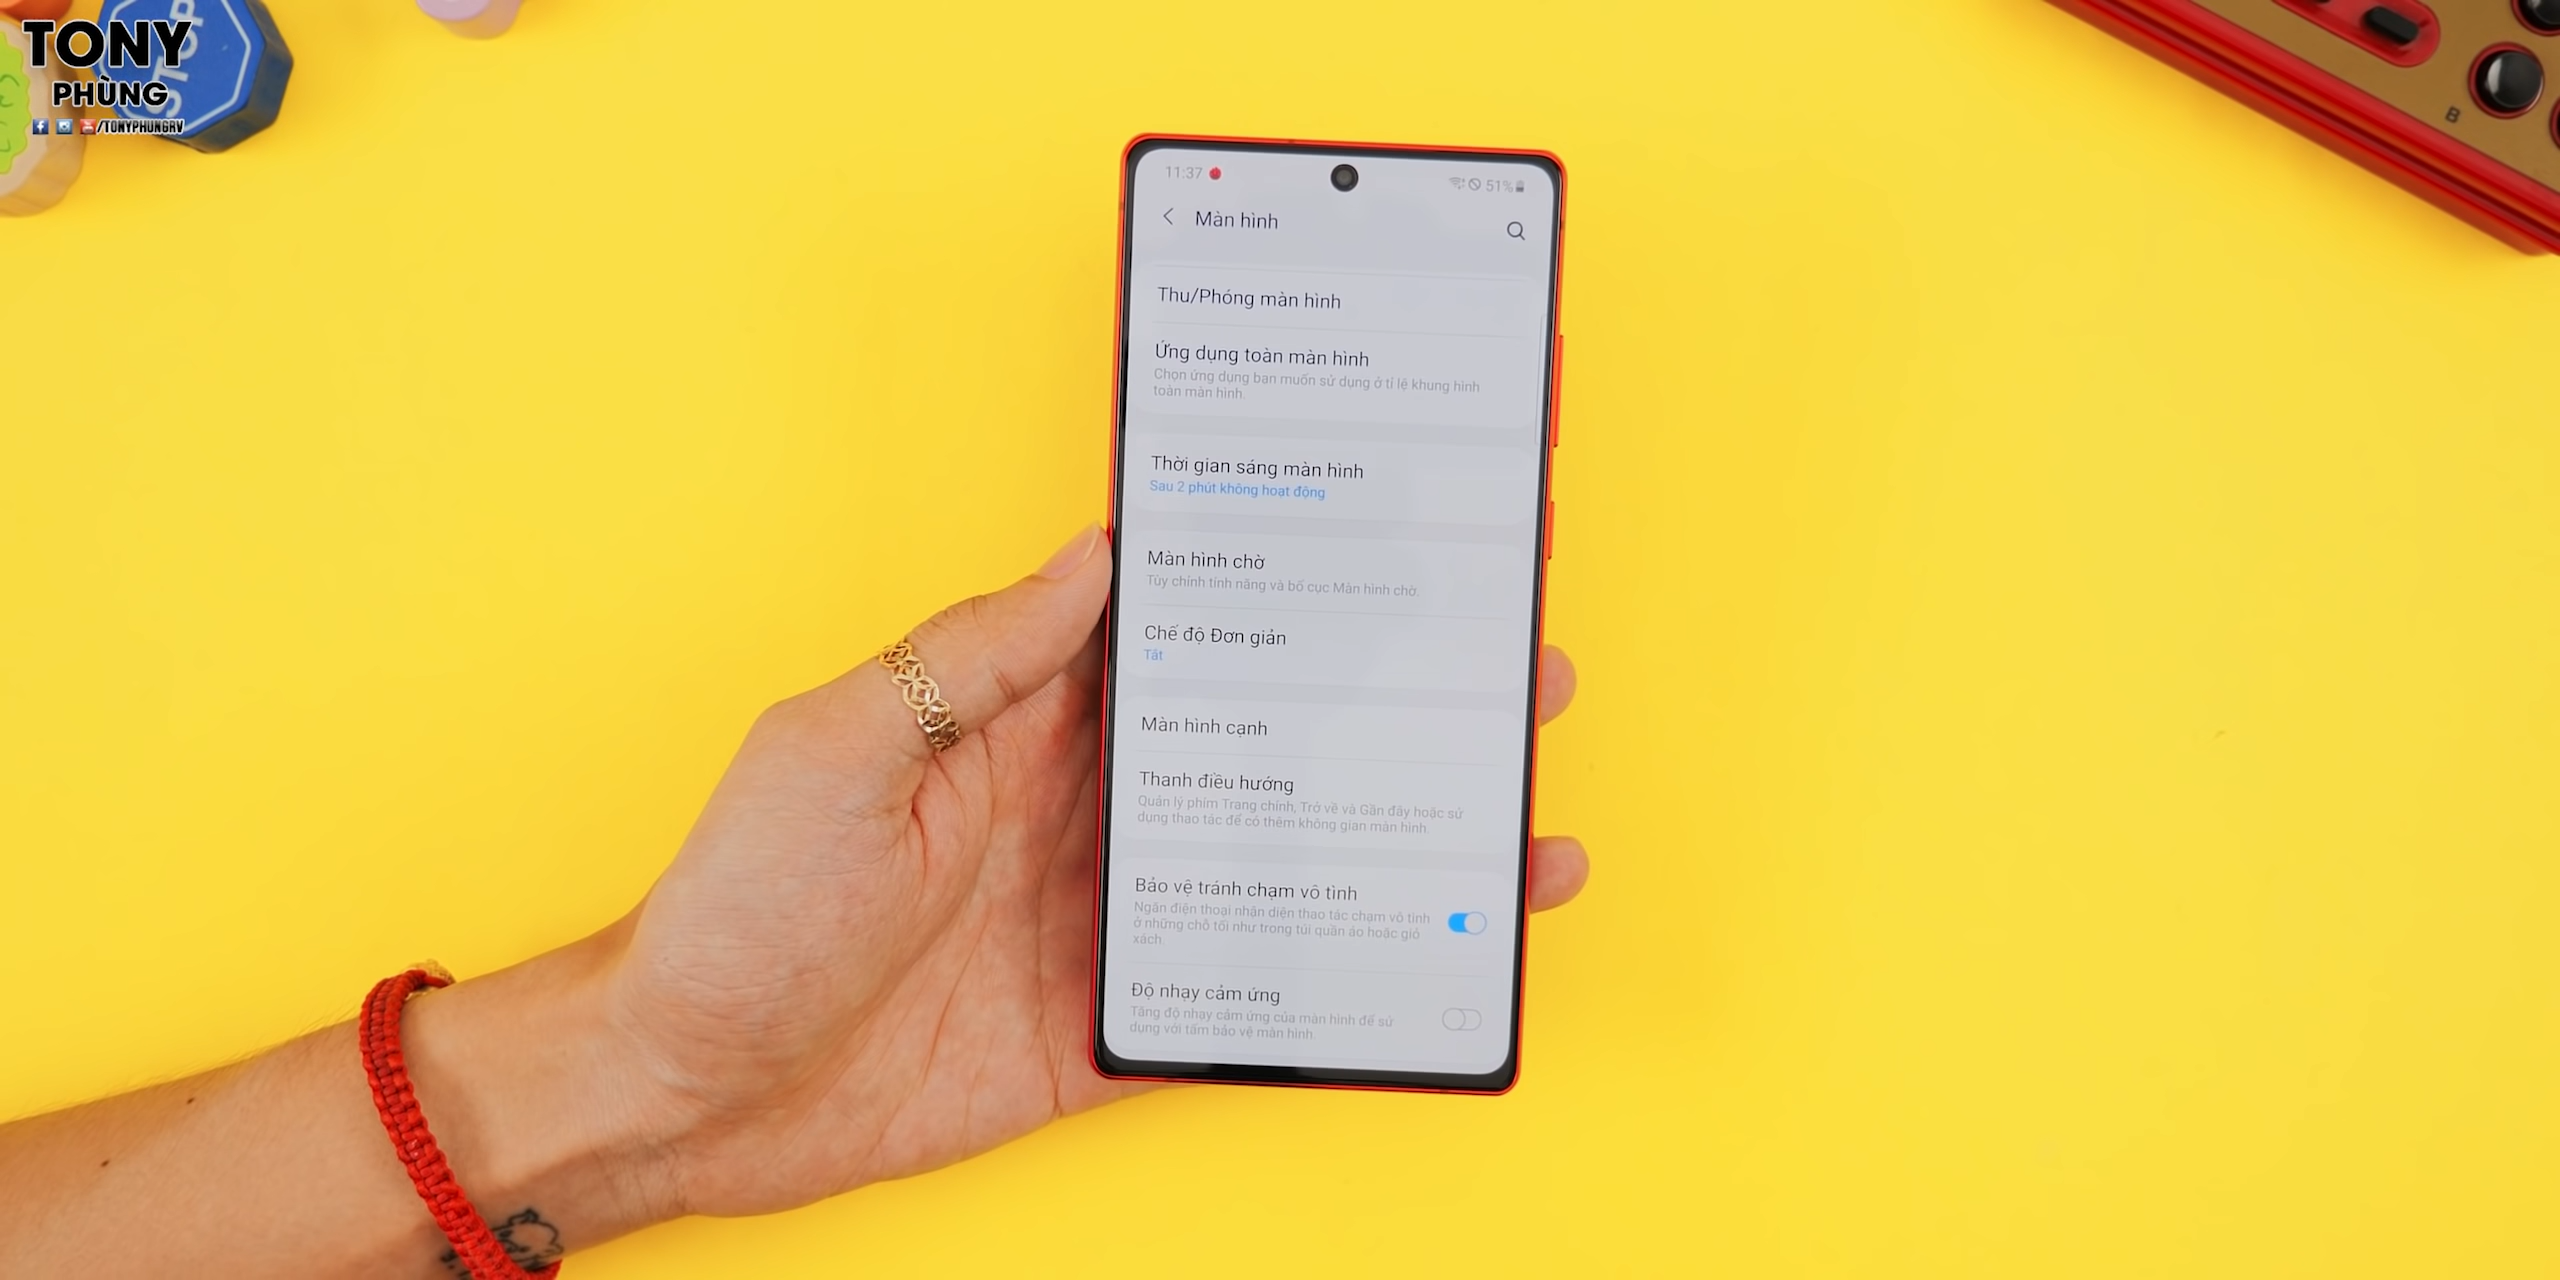 TONY
PHÙNG
/TONYPHUNGRV
STOP
B
11:37
51%
Màn hình
Thu/Phóng màn hình
Ứng dụng toàn màn hình
Chọn ứng dụng bạn muốn sử dụng ở tỉ lệ khung hình
toàn màn hình.
Thời gian sáng màn hình
Sau 2 phút không hoạt động
Màn hình chờ
Tùy chỉnh tính năng và bố cục Màn hình chờ.
Chế độ Đơn giản
Tắt
Màn hình cạnh
Thanh điều hướng
Quản lý phím Trang chính, Trở về và Gần đây hoặc sử
dụng thao tác để có thêm không gian màn hình.
Bảo vệ tránh chạm vô tình
Ngăn điện thoại nhận diện thao tác chạm vô tình
ở những chỗ tối như trong túi quần áo hoặc giỏ
xách.
Độ nhạy cảm ứng
Tăng độ nhạy cảm ứng của màn hình để sử
dụng với tấm bảo vệ màn hình.